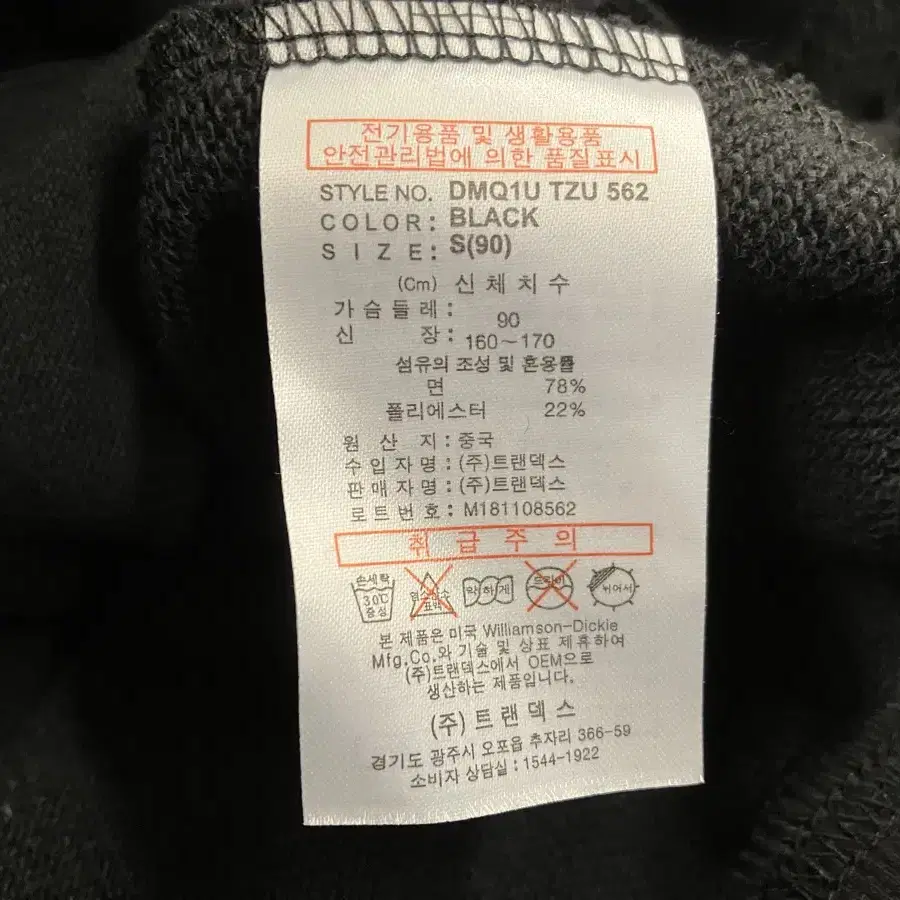 전기용품 및 생활용품
안전관리법에 의한 품질표시
STYLE NO. DMQ1U TZU 562
COLOR: BLACK
SIZE: S(90)
(Cm) 신체치수
가슴둘레: 90
신장: 160~170
섬유의 조성 및 혼용률
면 78%
폴리에스터 22%
원산지: 중국
수입자명: (주)트랜덱스
판매자명: (주)트랜덱스
로트번호: M181108562
취급주의
손세탁 30℃ 중성
염소산소 표백
약하게
드라이
뉘어서
본 제품은 미국 Williamson-Dickie
Mfg.Co.와 기술 및 상표 제휴하여
(주)트랜덱스에서 OEM으로
생산하는 제품입니다.
(주)트랜덱스
경기도 광주시 오포읍 추자리 366-59
소비자 상담실: 1544-1922